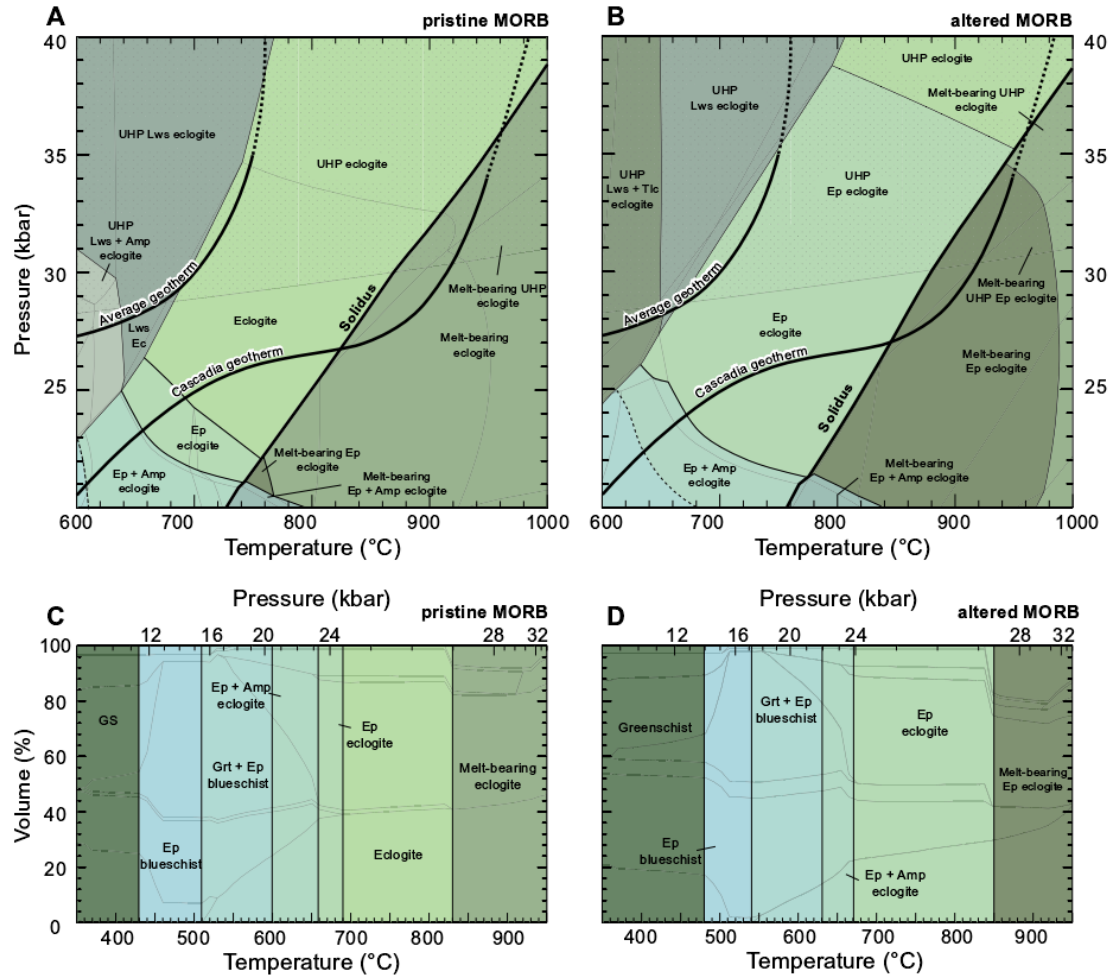 A
pristine MORB
B
altered MORB
40
35
30
25
Pressure (kbar)
UHP Lws eclogite
UHP eclogite
UHP
Lws + Amp
eclogite
Average geotherm
Lws
Ec
Eclogite
Solidus
Melt-bearing UHP
eclogite
Melt-bearing
eclogite
Cascadia geotherm
Ep
eclogite
Melt-bearing Ep
eclogite
Ep + Amp
eclogite
Melt-bearing
Ep + Amp eclogite
600
700
800
900
1000
Temperature (°C)
UHP eclogite
UHP
Lws eclogite
Melt-bearing UHP
eclogite
UHP
Lws + Tlc
eclogite
UHP
Ep eclogite
Average geotherm
Melt-bearing
UHP Ep eclogite
Ep
eclogite
Cascadia geotherm
Melt-bearing
Ep eclogite
Solidus
Ep + Amp
eclogite
Melt-bearing
Ep + Amp eclogite
40
35
30
25
600
700
800
900
1000
Temperature (°C)
C
Pressure (kbar)
pristine MORB
12
16
20
24
28
32
100
80
60
40
20
0
Volume (%)
GS
Ep + Amp
eclogite
Ep
eclogite
Grt + Ep
blueschist
Melt-bearing
eclogite
Ep
blueschist
Eclogite
400
500
600
700
800
900
Temperature (°C)
D
Pressure (kbar)
altered MORB
12
16
20
24
28
32
Greenschist
Grt + Ep
blueschist
Ep
eclogite
Melt-bearing
Ep eclogite
Ep
blueschist
Ep + Amp
eclogite
400
500
600
700
800
900
Temperature (°C)